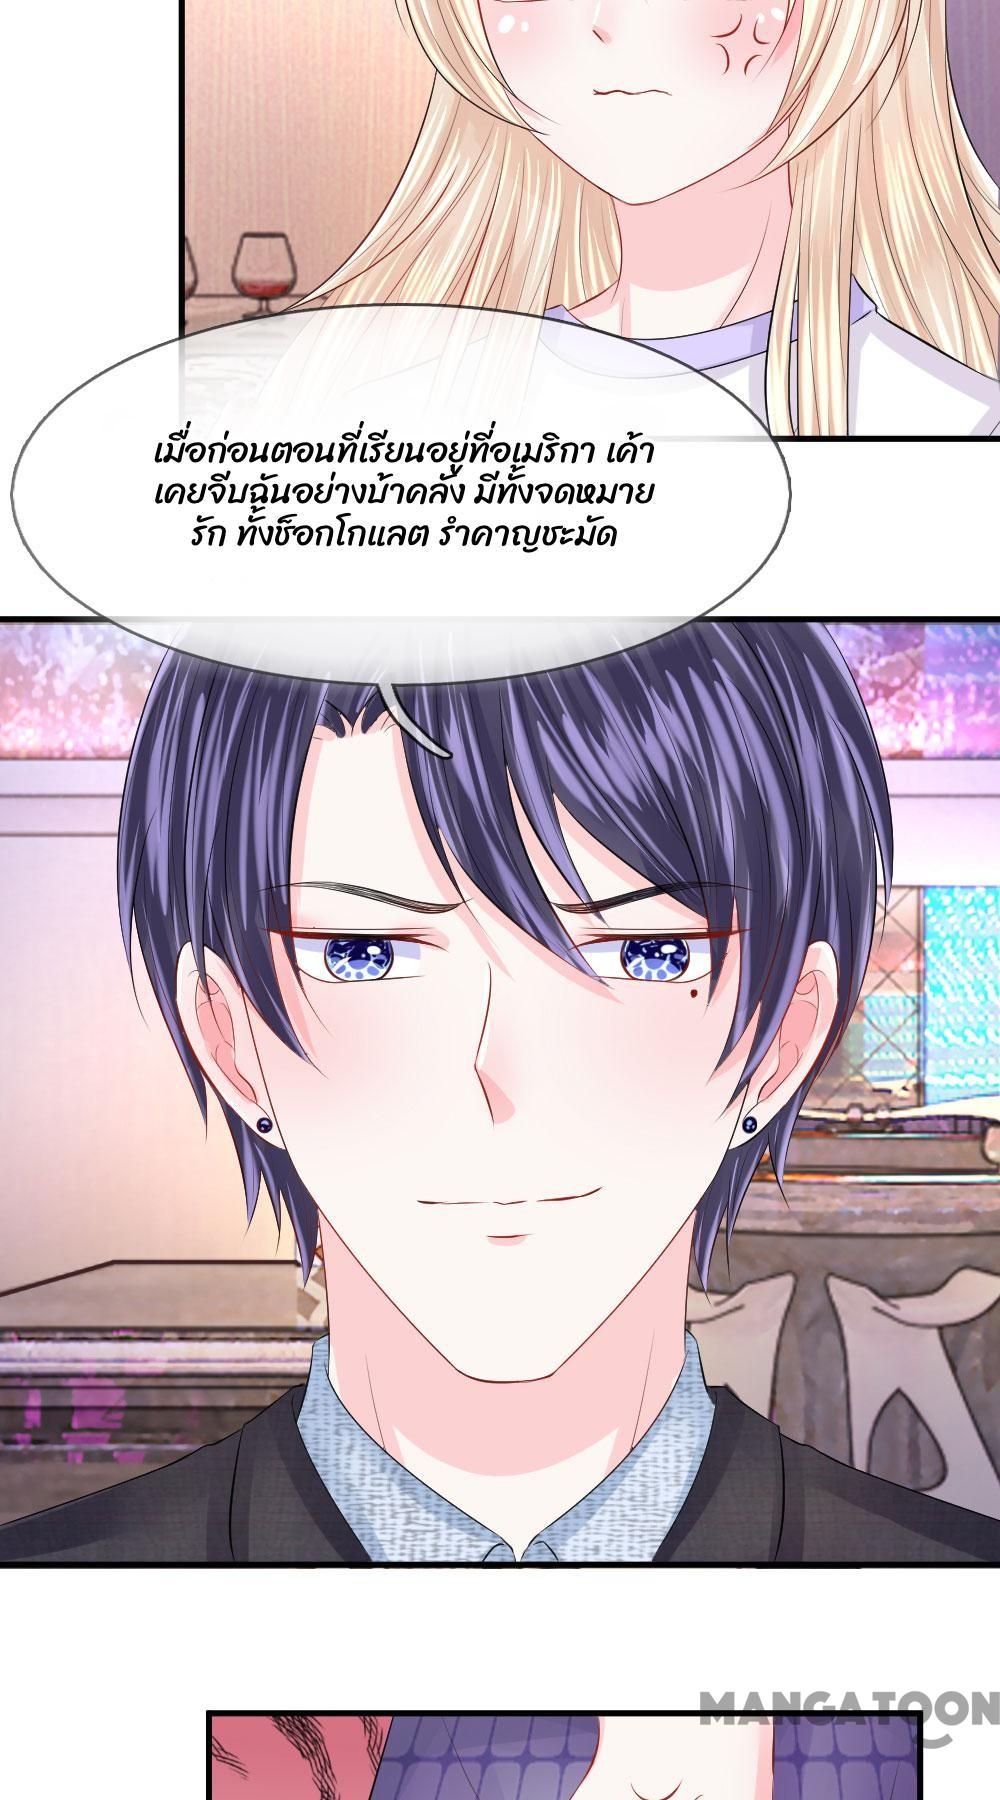 เมื่อก่อนตอนที่เรียนอยู่ที่อเมริกา เค้า
เคยจีบฉันอย่างบ้าคลั่ง มีทั้งจดหมาย
รัก ทั้งช็อกโกแลต รำคาญชะมัด
MANGATOON